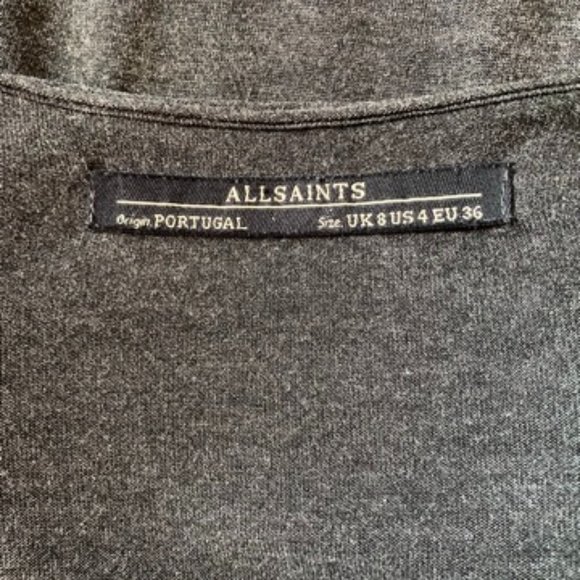 ALLSAINTS
Origin. PORTUGAL Size. UK 8 US 4 EU 36